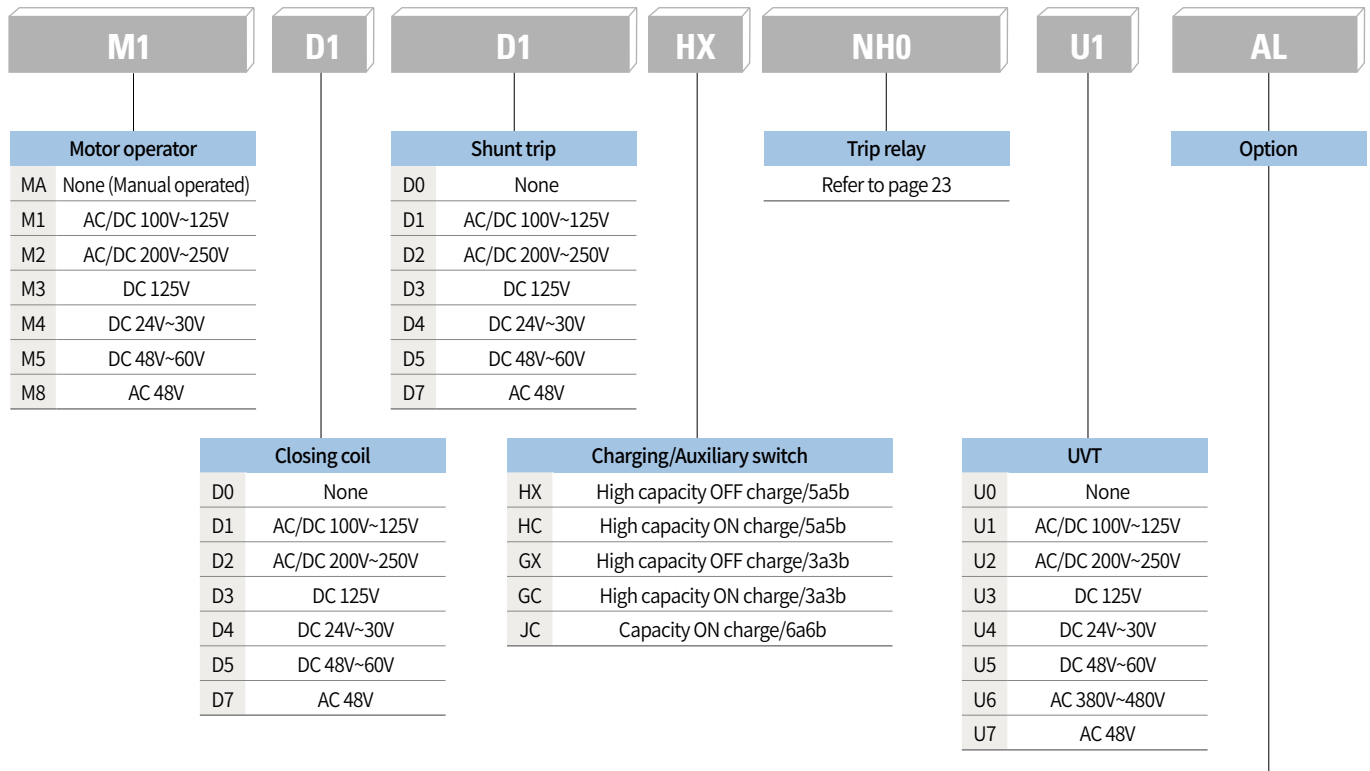 M1 D1 D1 HX NH0 U1 AL
Motor operator
MA None (Manual operated)
M1 AC/DC 100V~125V
M2 AC/DC 200V~250V
M3 DC 125V
M4 DC 24V~30V
M5 DC 48V~60V
M8 AC 48V
Shunt trip
D0 None
D1 AC/DC 100V~125V
D2 AC/DC 200V~250V
D3 DC 125V
D4 DC 24V~30V
D5 DC 48V~60V
D7 AC 48V
Trip relay
Refer to page 23
Option
Closing coil
D0 None
D1 AC/DC 100V~125V
D2 AC/DC 200V~250V
D3 DC 125V
D4 DC 24V~30V
D5 DC 48V~60V
D7 AC 48V
Charging/Auxiliary switch
HX High capacity OFF charge/5a5b
HC High capacity ON charge/5a5b
GX High capacity OFF charge/3a3b
GC High capacity ON charge/3a3b
JC Capacity ON charge/6a6b
UVT
U0 None
U1 AC/DC 100V~125V
U2 AC/DC 200V~250V
U3 DC 125V
U4 DC 24V~30V
U5 DC 48V~60V
U6 AC 380V~480V
U7 AC 48V